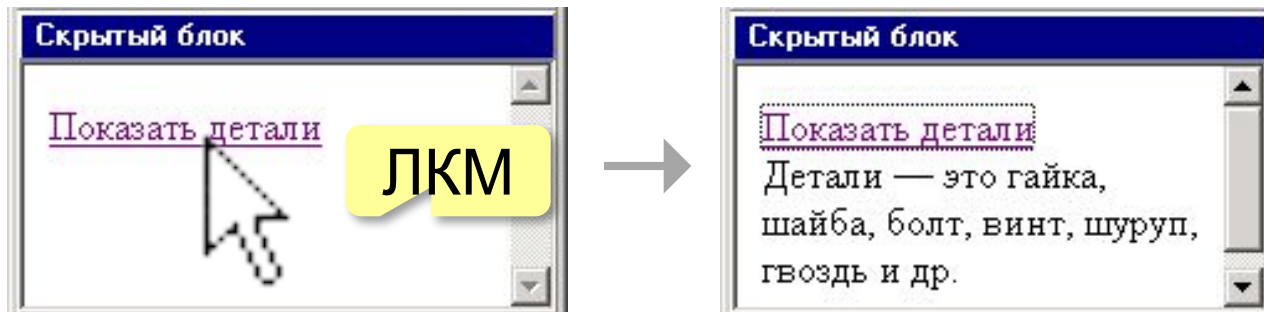 Скрытый блок
Показать детали
ЛКМ
Скрытый блок
Показать детали
Детали — это гайка,
шайба, болт, винт, шуруп,
гвоздь и др.